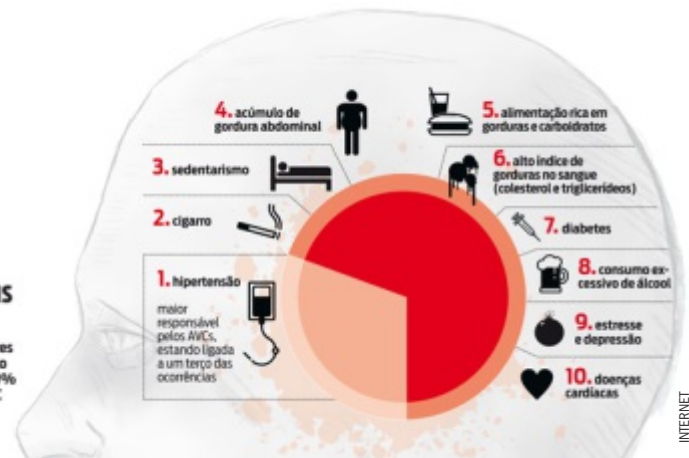 4. acúmulo de
gordura abdominal
5. alimentação rica em
gorduras e carboidratos
3. sedentarismo
6. alto índice de
gorduras no sangue
(colesterol e triglicerídeos)
2. cigarro
7. diabetes
1. hipertensão
maior
responsável
pelos AVCs,
estando ligada
a um terço das
ocorrências
8. consumo ex-
cessivo de álcool
9. estresse
e depressão
10. doenças
cardíacas
INTERNET